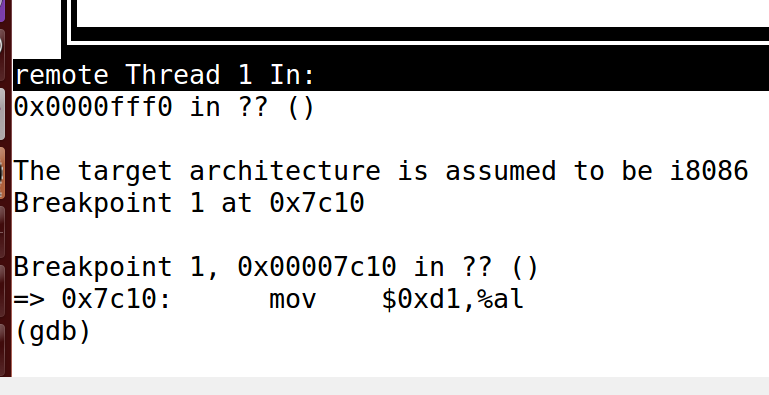 remote Thread 1 In:
0x0000fff0 in ?? ()
The target architecture is assumed to be i8086
Breakpoint 1 at 0x7c10
Breakpoint 1, 0x00007c10 in ?? ()
=> 0x7c10:      mov    $0xd1,%al
(gdb)